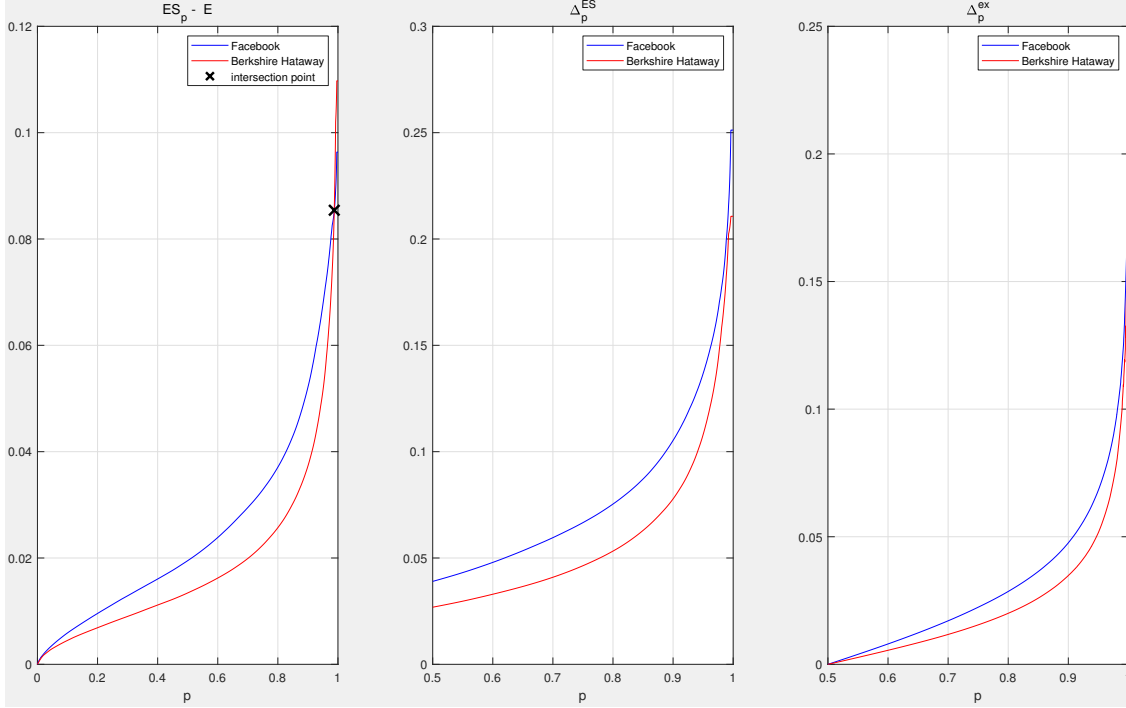 ES_p - E
0.12
0.1
0.08
0.06
0.04
0.02
0
0
0.2
0.4
0.6
0.8
1
p
Facebook
Berkshire Hataway
intersection point
Δ_p^ES
0.3
0.25
0.2
0.15
0.1
0.05
0
0.5
0.6
0.7
0.8
0.9
1
p
Facebook
Berkshire Hataway
Δ_p^ex
0.25
0.2
0.15
0.1
0.05
0
0.5
0.6
0.7
0.8
0.9
p
Facebook
Berkshire Hataway